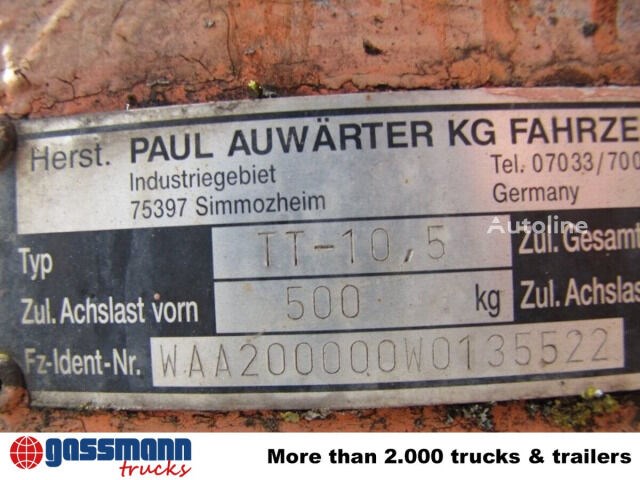 Herst. PAUL AUWÄRTER KG FAHRZE
Industriegebiet Tel. 07033/700
75397 Simmozheim Germany
Autoline
Typ TT-10,5 Zul. Gesamt
Zul. Achslast vorn 500 kg Zul. Achslas
Fz-Ident-Nr. WAA200000W0135522
gassmann trucks
More than 2.000 trucks & trailers